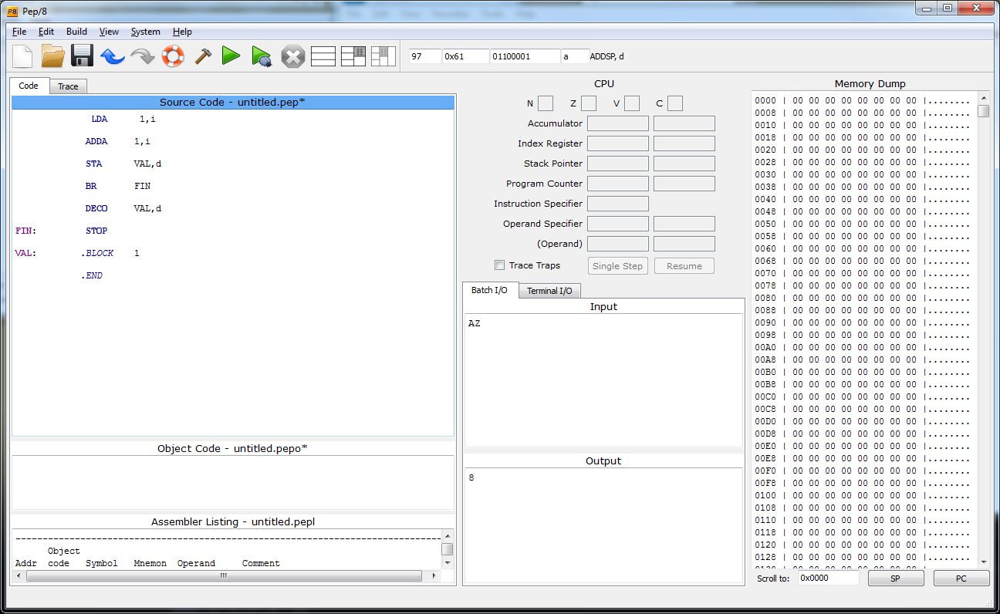 Pep/8
File Edit Build View System Help
97 0x61 01100001 a ADDSP, d
Code Trace
Source Code - untitled.pep*
LDA 1,i
ADDA 1,i
STA VAL,d
BR FIN
DECO VAL,d
FIN: STOP
VAL: .BLOCK 1
.END
Object Code - untitled.pepo*
Assembler Listing - untitled.pepl
-------------------------------------------------------------------------------
Object
Addr code Symbol Mnemon Operand Comment
CPU
N Z V C
Accumulator
Index Register
Stack Pointer
Program Counter
Instruction Specifier
Operand Specifier
(Operand)
Trace Traps Single Step Resume
Batch I/O Terminal I/O
Input
AZ
Output
8
Memory Dump
0000 | 00 00 00 00 00 00 00 00 |........
0008 | 00 00 00 00 00 00 00 00 |........
0010 | 00 00 00 00 00 00 00 00 |........
0018 | 00 00 00 00 00 00 00 00 |........
0020 | 00 00 00 00 00 00 00 00 |........
0028 | 00 00 00 00 00 00 00 00 |........
0030 | 00 00 00 00 00 00 00 00 |........
0038 | 00 00 00 00 00 00 00 00 |........
0040 | 00 00 00 00 00 00 00 00 |........
0048 | 00 00 00 00 00 00 00 00 |........
0050 | 00 00 00 00 00 00 00 00 |........
0058 | 00 00 00 00 00 00 00 00 |........
0060 | 00 00 00 00 00 00 00 00 |........
0068 | 00 00 00 00 00 00 00 00 |........
0070 | 00 00 00 00 00 00 00 00 |........
0078 | 00 00 00 00 00 00 00 00 |........
0080 | 00 00 00 00 00 00 00 00 |........
0088 | 00 00 00 00 00 00 00 00 |........
0090 | 00 00 00 00 00 00 00 00 |........
0098 | 00 00 00 00 00 00 00 00 |........
00A0 | 00 00 00 00 00 00 00 00 |........
00A8 | 00 00 00 00 00 00 00 00 |........
00B0 | 00 00 00 00 00 00 00 00 |........
00B8 | 00 00 00 00 00 00 00 00 |........
00C0 | 00 00 00 00 00 00 00 00 |........
00C8 | 00 00 00 00 00 00 00 00 |........
00D0 | 00 00 00 00 00 00 00 00 |........
00D8 | 00 00 00 00 00 00 00 00 |........
00E0 | 00 00 00 00 00 00 00 00 |........
00E8 | 00 00 00 00 00 00 00 00 |........
00F0 | 00 00 00 00 00 00 00 00 |........
00F8 | 00 00 00 00 00 00 00 00 |........
0100 | 00 00 00 00 00 00 00 00 |........
0108 | 00 00 00 00 00 00 00 00 |........
0110 | 00 00 00 00 00 00 00 00 |........
0118 | 00 00 00 00 00 00 00 00 |........
0120 | 00 00 00 00 00 00 00 00 |........
0128 | 00 00 00 00 00 00 00 00 |........
Scroll to: 0x0000 SP PC